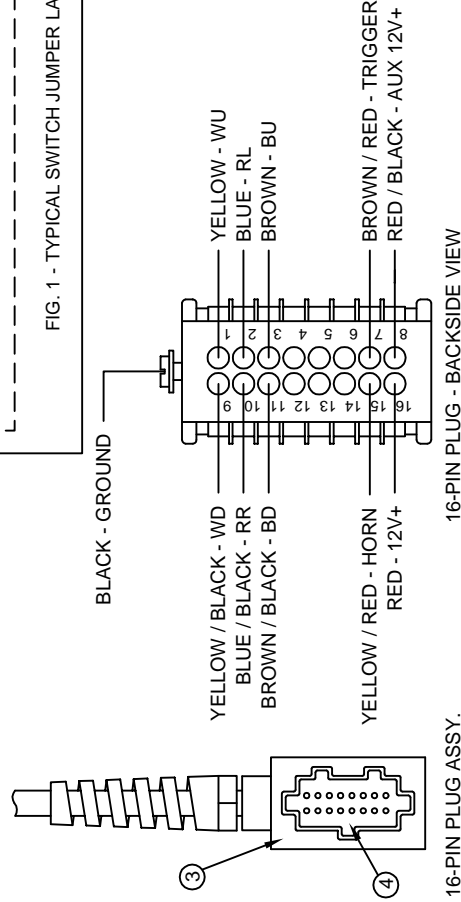 FIG. 1 - TYPICAL SWITCH JUMPER LA
BLACK - GROUND
YELLOW / BLACK - WD
BLUE / BLACK - RR
BROWN / BLACK - BD
YELLOW / RED - HORN
RED - 12V+
9
10
11
12
13
14
15
16
1
2
3
4
5
6
7
8
YELLOW - WU
BLUE - RL
BROWN - BU
BROWN / RED - TRIGGER
RED / BLACK - AUX 12V+
16-PIN PLUG - BACKSIDE VIEW
3
4
16-PIN PLUG ASSY.